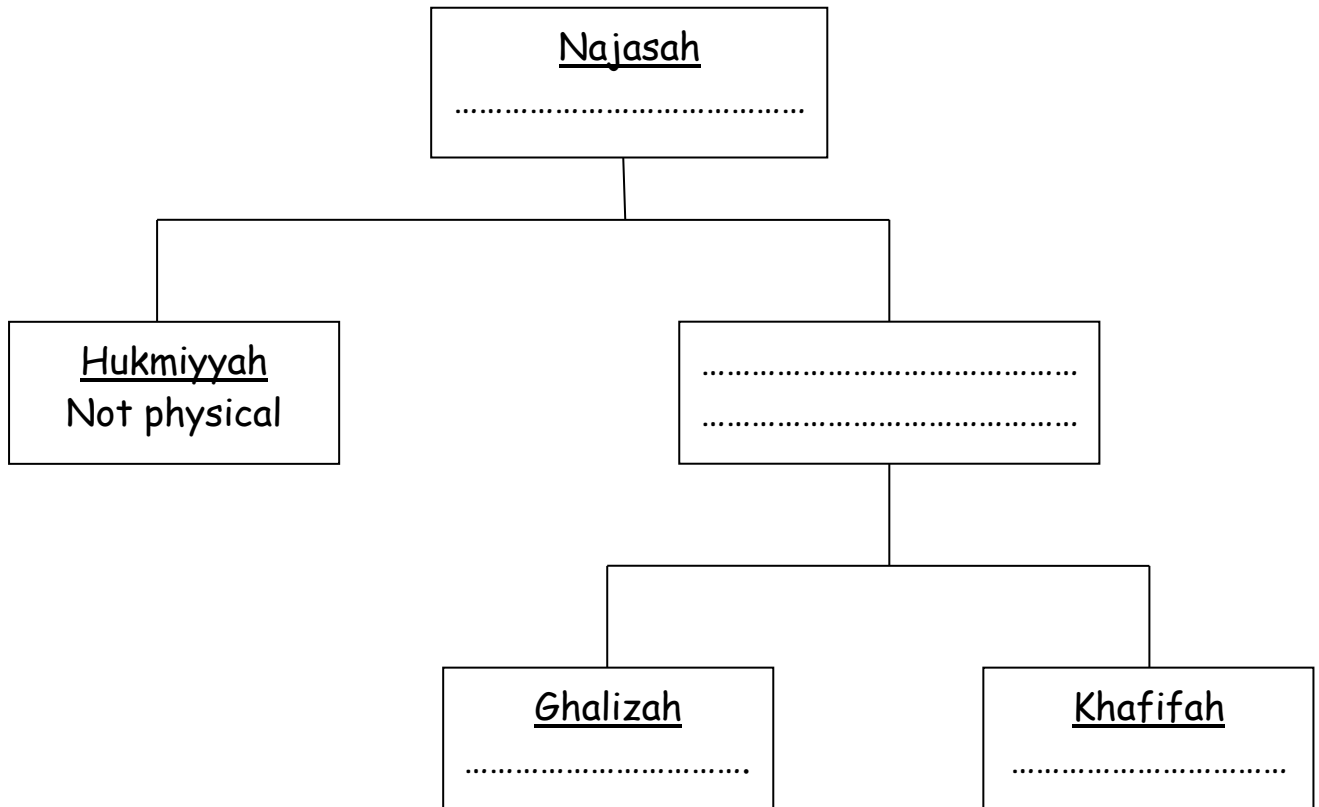 Najasah
……………………………………
Hukmiyyah
Not physical
………………………………………
………………………………………
Ghalizah
…………………………….
Khafifah
……………………………